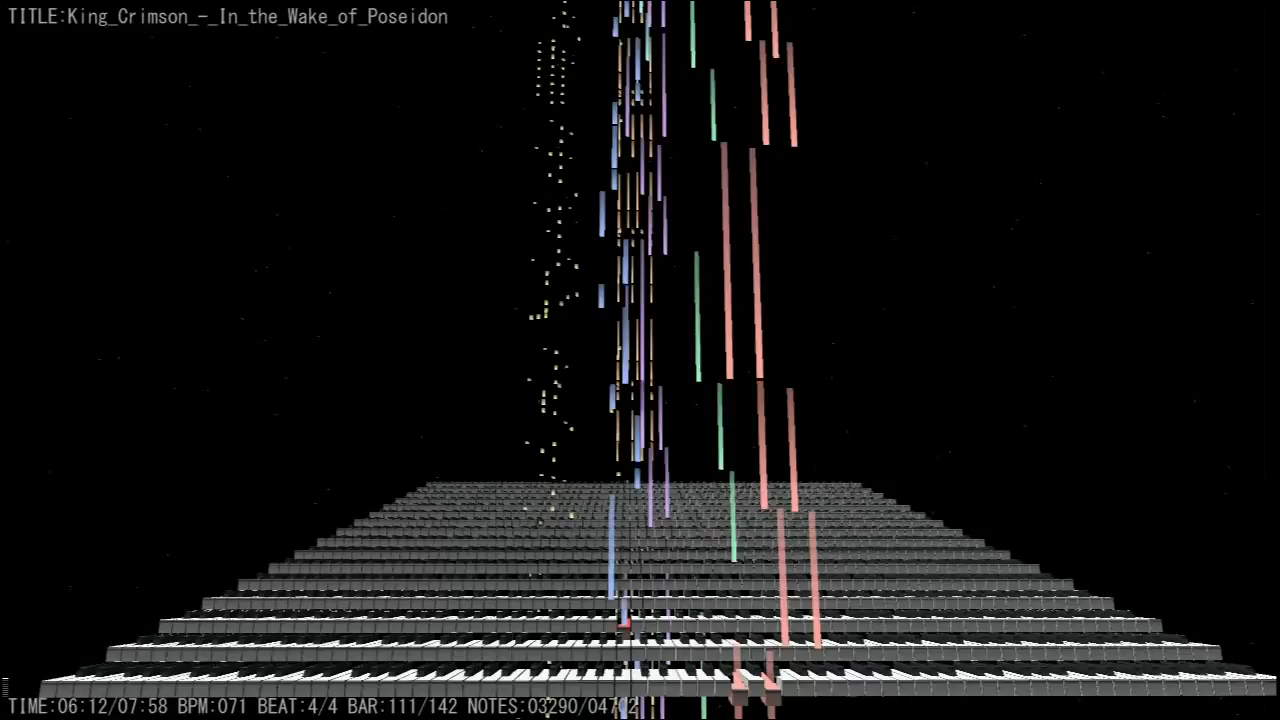 TITLE:King_Crimson_-_In_the_Wake_of_Poseidon
TIME:06:12/07:58 BPM:071 BEAT:4/4 BAR:111/142 NOTES:03290/04702